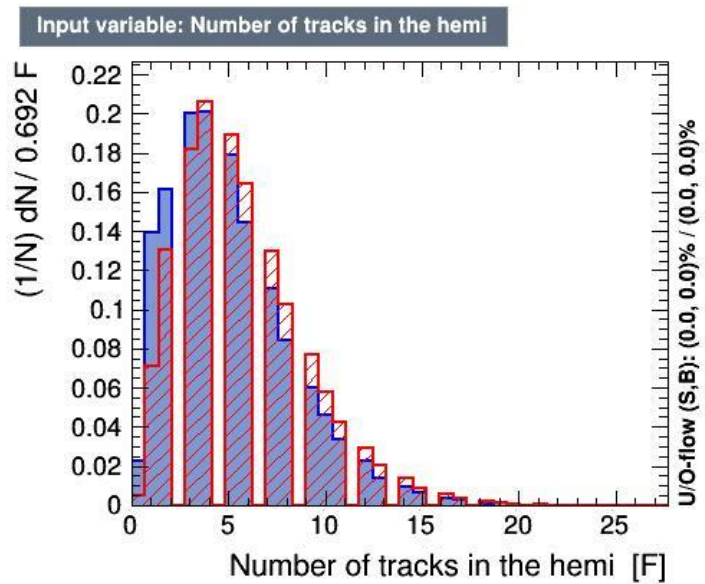 Input variable: Number of tracks in the hemi
(1/N) dN/ 0.692 F
0.22
0.2
0.18
0.16
0.14
0.12
0.1
0.08
0.06
0.04
0.02
0
0 5 10 15 20 25
Number of tracks in the hemi [F]
U/O-flow (S,B): (0.0, 0.0)% / (0.0, 0.0)%